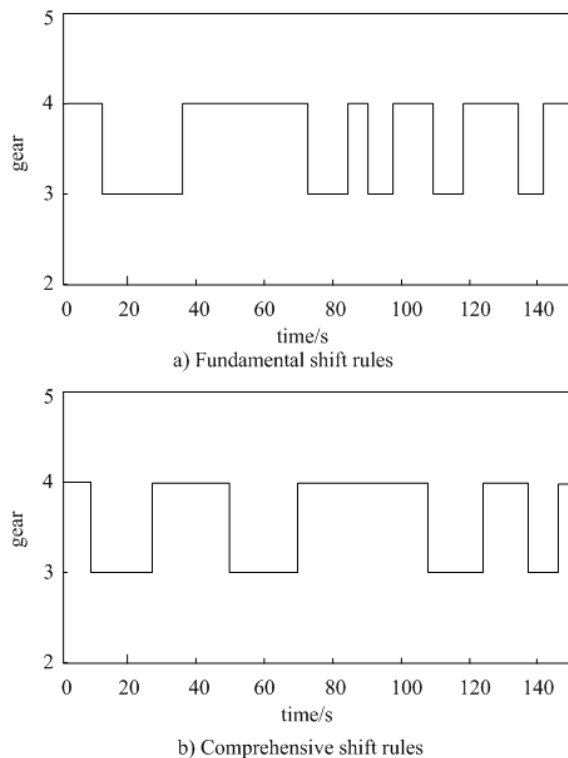 5
4
gear
3
2
0 20 40 60 80 100 120 140
time/s
a) Fundamental shift rules
5
4
gear
3
2
0 20 40 60 80 100 120 140
time/s
b) Comprehensive shift rules